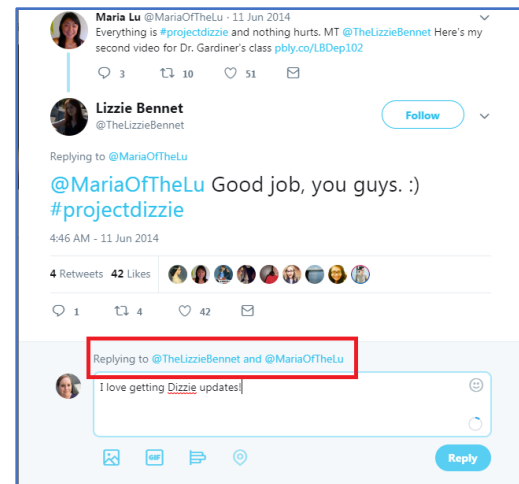 Maria Lu @MariaOfTheLu · 11 Jun 2014
Everything is #projectdizzie and nothing hurts. MT @TheLizzieBennet Here's my
second video for Dr. Gardiner's class pbly.co/LBDep102
3 10 51
Lizzie Bennet
@TheLizzieBennet
Follow
Replying to @MariaOfTheLu
@MariaOfTheLu Good job, you guys. :)
#projectdizzie
4:46 AM - 11 Jun 2014
4 Retweets 42 Likes
1 4 42
Replying to @TheLizzieBennet and @MariaOfTheLu
I love getting Dizzie updates!
GIF
Reply